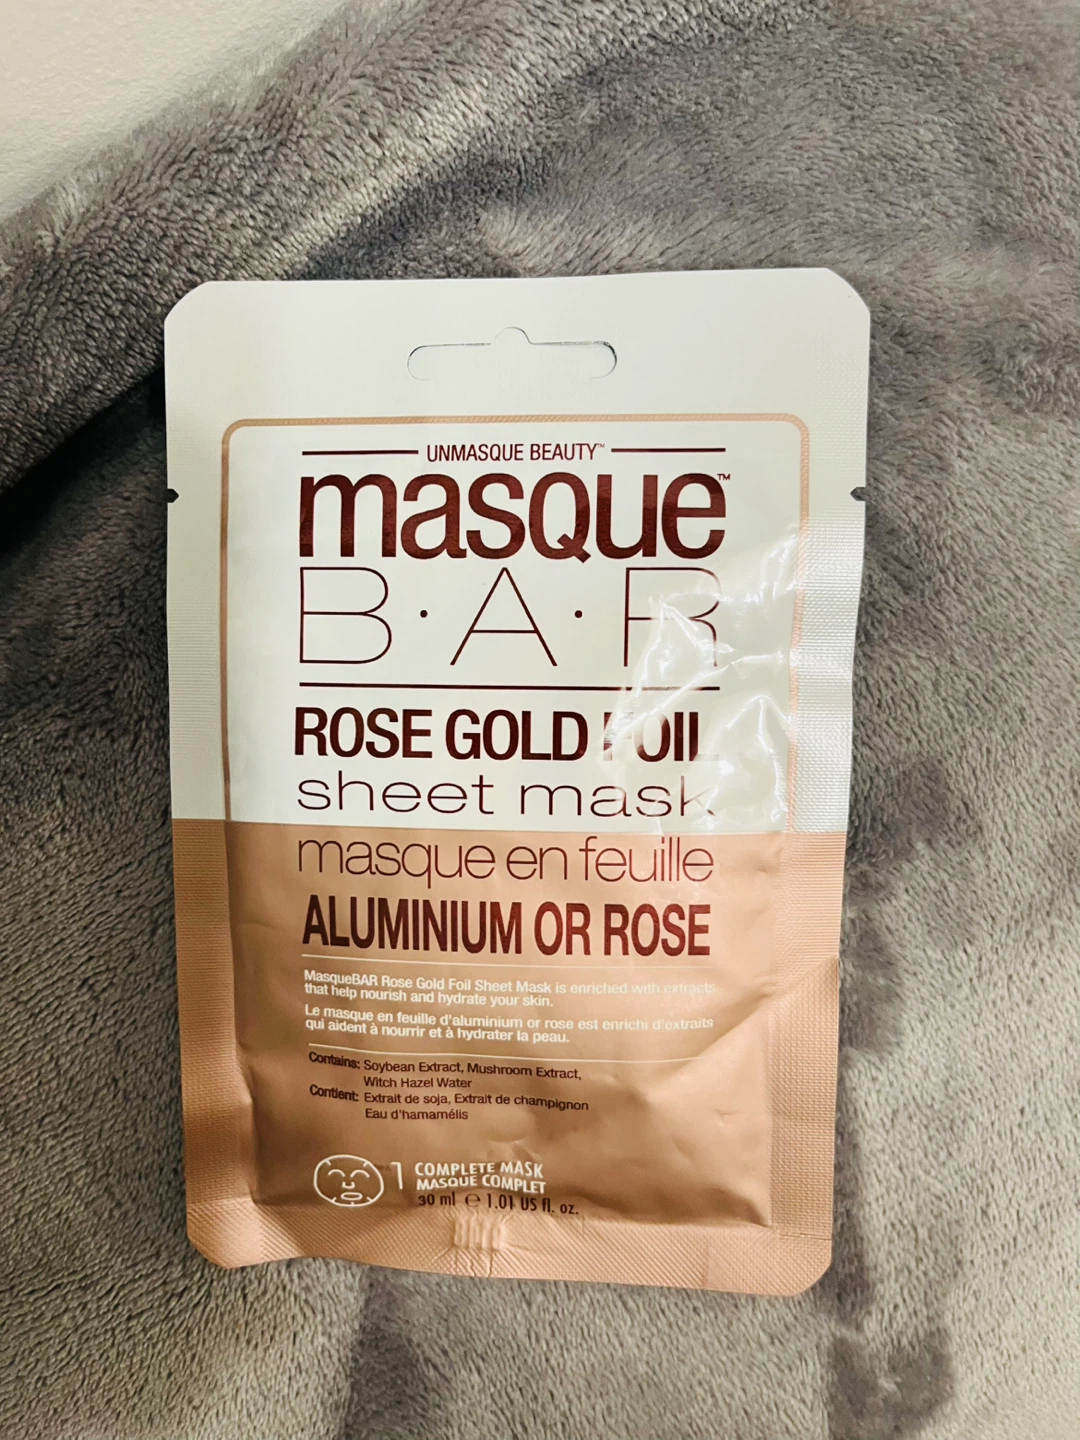 UNMASQUE BEAUTY™
masque™
B·A·R
ROSE GOLD FOIL
sheet mask
masque en feuille
ALUMINIUM OR ROSE
MasqueBAR Rose Gold Foil Sheet Mask is enriched with extracts
that help nourish and hydrate your skin.
Le masque en feuille d'aluminium or rose est enrichi d'extraits
qui aident à nourrir et à hydrater la peau.
Contains: Soybean Extract, Mushroom Extract,
Witch Hazel Water
Contient: Extrait de soja, Extrait de champignon
Eau d'hamamélis
1 COMPLETE MASK
MASQUE COMPLET
30 ml ℮ 1.01 US fl. oz.